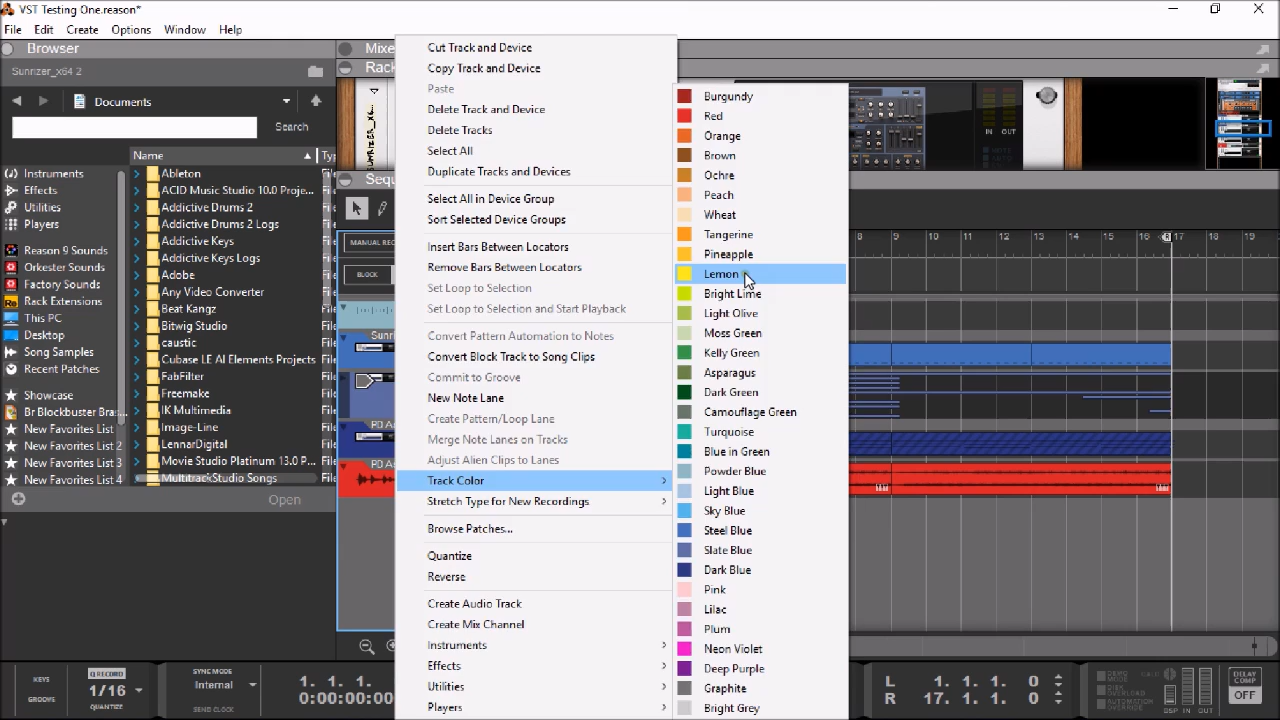 VST Testing One.reason*
File Edit Create Options Window Help
Browser
Sunrizer_x64 2
Documents
Search
Name
Instruments
Effects
Utilities
Players
Reason 9 Sounds
Orkester Sounds
Factory Sounds
Rack Extensions
This PC
Desktop
Song Samples
Recent Patches
Showcase
Br Blockbuster Bra...
New Favorites List
New Favorites List 2
New Favorites List 3
New Favorites List 4
Ableton
ACID Music Studio 10.0 Proje...
Addictive Drums 2
Addictive Drums 2 Logs
Addictive Keys
Addictive Keys Logs
Adobe
Any Video Converter
Beat Kangz
Bitwig Studio
caustic
Cubase LE AI Elements Projects
FabFilter
Freemake
IK Multimedia
Image-Line
LennarDigital
Movie Studio Platinum 13.0 P...
MultitrackStudio Songs
Open
Cut Track and Device
Copy Track and Device
Paste
Delete Track and Device
Delete Tracks
Select All
Duplicate Tracks and Devices
Select All in Device Group
Sort Selected Device Groups
Insert Bars Between Locators
Remove Bars Between Locators
Set Loop to Selection
Set Loop to Selection and Start Playback
Convert Pattern Automation to Notes
Convert Block Track to Song Clips
Commit to Groove
New Note Lane
Create Pattern/Loop Lane
Merge Note Lanes on Tracks
Adjust Alien Clips to Lanes
Track Color
Stretch Type for New Recordings
Browse Patches...
Quantize
Reverse
Create Audio Track
Create Mix Channel
Instruments
Effects
Utilities
Players
Burgundy
Red
Orange
Brown
Ochre
Peach
Wheat
Tangerine
Pineapple
Lemon
Bright Lime
Light Olive
Moss Green
Kelly Green
Asparagus
Dark Green
Camouflage Green
Turquoise
Blue in Green
Powder Blue
Light Blue
Sky Blue
Steel Blue
Slate Blue
Dark Blue
Pink
Lilac
Plum
Neon Violet
Deep Purple
Graphite
Bright Grey
IN OUT
8 9 10 11 12 13 14 15 16 17 18 19
BLOCK
KEYS
GROOVE
Q RECORD
1/16
QUANTIZE
SYNC MODE
Internal
SEND CLOCK
1. 1. 1.
0:00:00:00
L 1. 1. 1. 0
R 17. 1. 1. 0
DSP IN OUT
DELAY
COMP
OFF